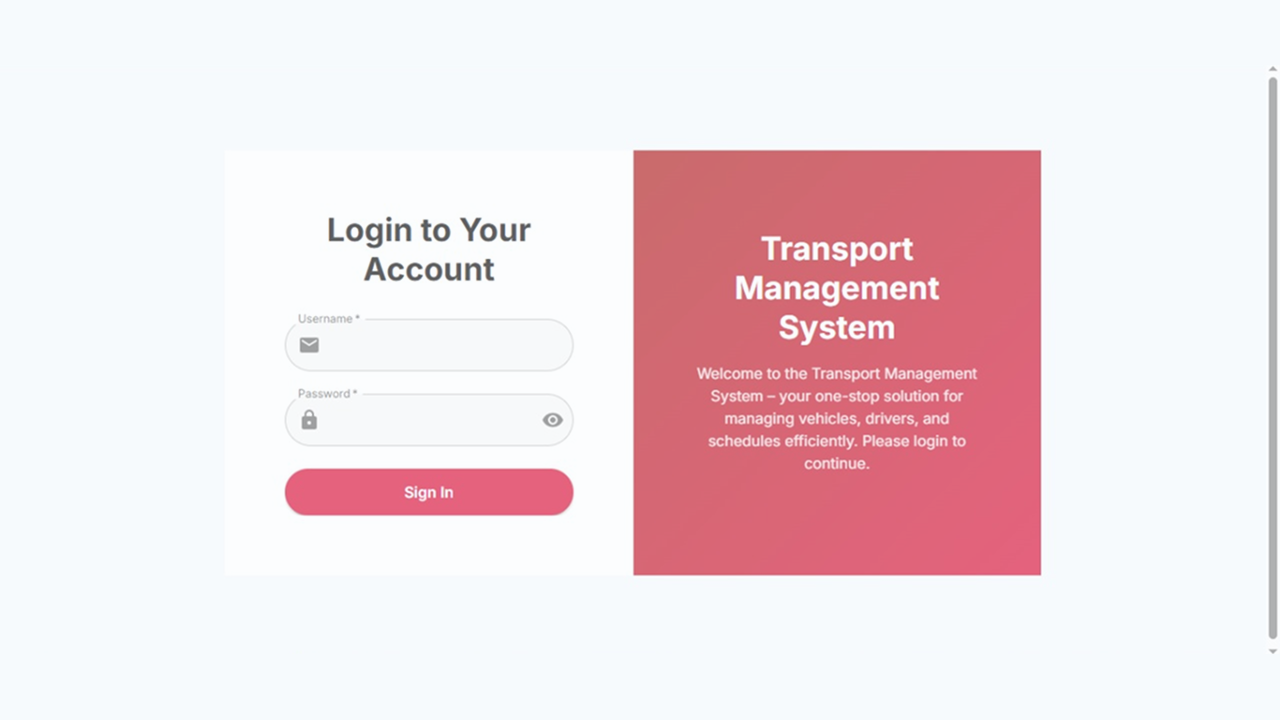 Login to Your
Account
Username *
Password *
Sign In
Transport
Management
System
Welcome to the Transport Management
System – your one-stop solution for
managing vehicles, drivers, and
schedules efficiently. Please login to
continue.